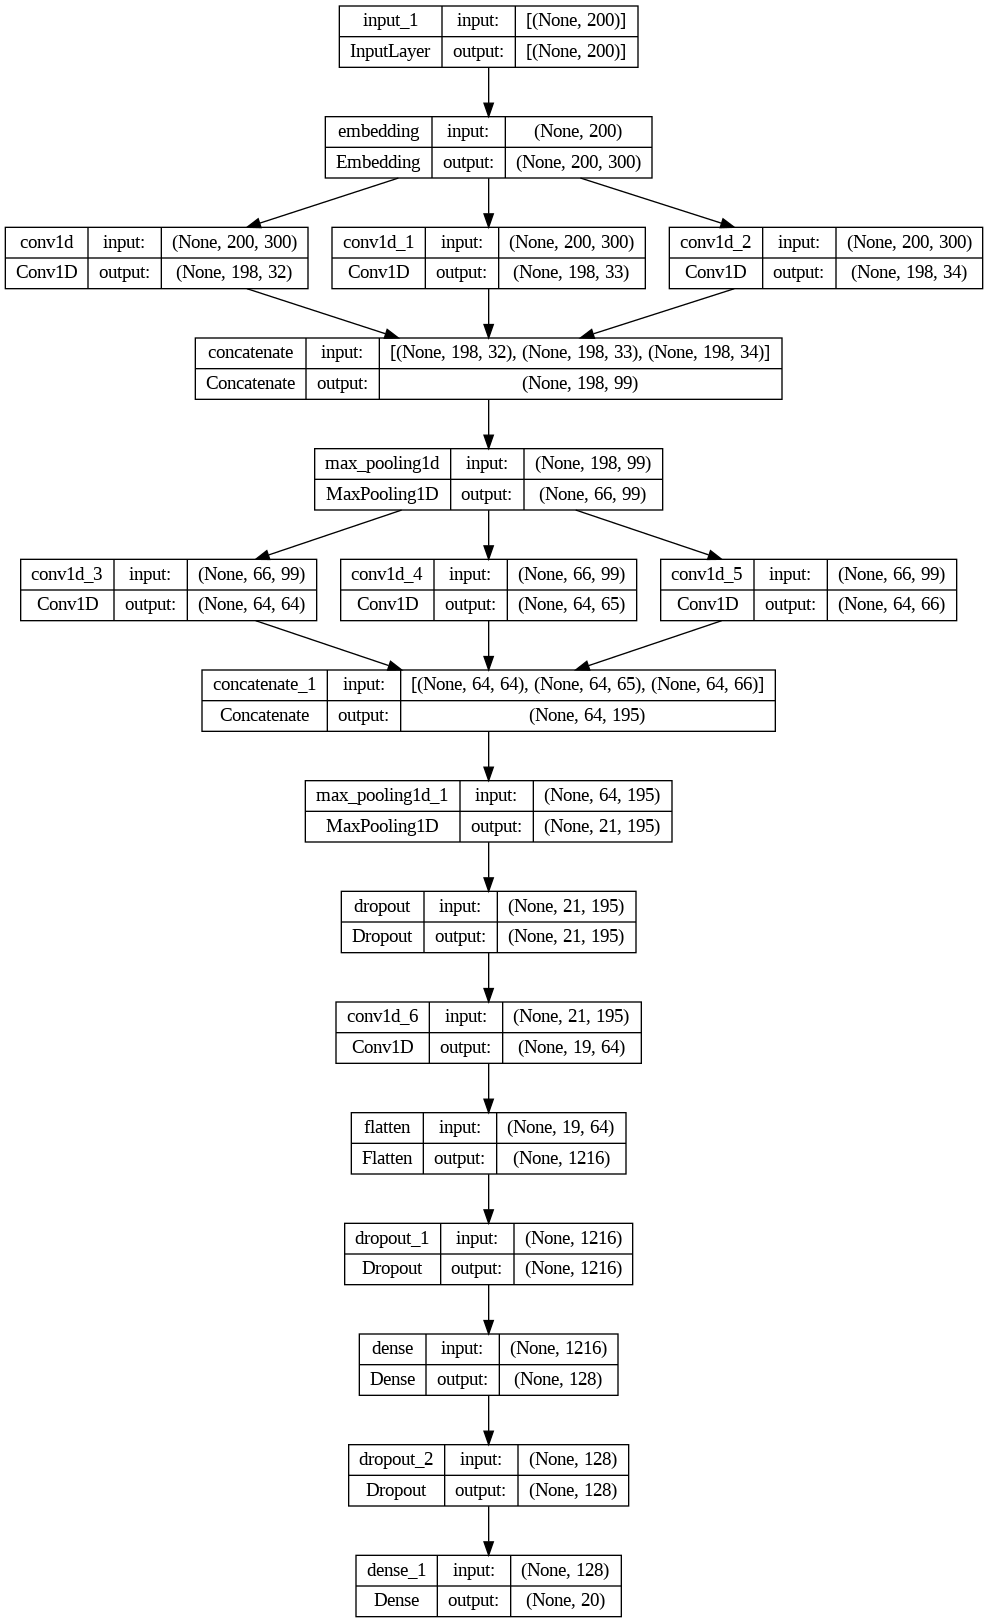 input_1 input: [(None, 200)]
InputLayer output: [(None, 200)]
embedding input: (None, 200)
Embedding output: (None, 200, 300)
conv1d input: (None, 200, 300)
Conv1D output: (None, 198, 32)
conv1d_1 input: (None, 200, 300)
Conv1D output: (None, 198, 33)
conv1d_2 input: (None, 200, 300)
Conv1D output: (None, 198, 34)
concatenate input: [(None, 198, 32), (None, 198, 33), (None, 198, 34)]
Concatenate output: (None, 198, 99)
max_pooling1d input: (None, 198, 99)
MaxPooling1D output: (None, 66, 99)
conv1d_3 input: (None, 66, 99)
Conv1D output: (None, 64, 64)
conv1d_4 input: (None, 66, 99)
Conv1D output: (None, 64, 65)
conv1d_5 input: (None, 66, 99)
Conv1D output: (None, 64, 66)
concatenate_1 input: [(None, 64, 64), (None, 64, 65), (None, 64, 66)]
Concatenate output: (None, 64, 195)
max_pooling1d_1 input: (None, 64, 195)
MaxPooling1D output: (None, 21, 195)
dropout input: (None, 21, 195)
Dropout output: (None, 21, 195)
conv1d_6 input: (None, 21, 195)
Conv1D output: (None, 19, 64)
flatten input: (None, 19, 64)
Flatten output: (None, 1216)
dropout_1 input: (None, 1216)
Dropout output: (None, 1216)
dense input: (None, 1216)
Dense output: (None, 128)
dropout_2 input: (None, 128)
Dropout output: (None, 128)
dense_1 input: (None, 128)
Dense output: (None, 20)